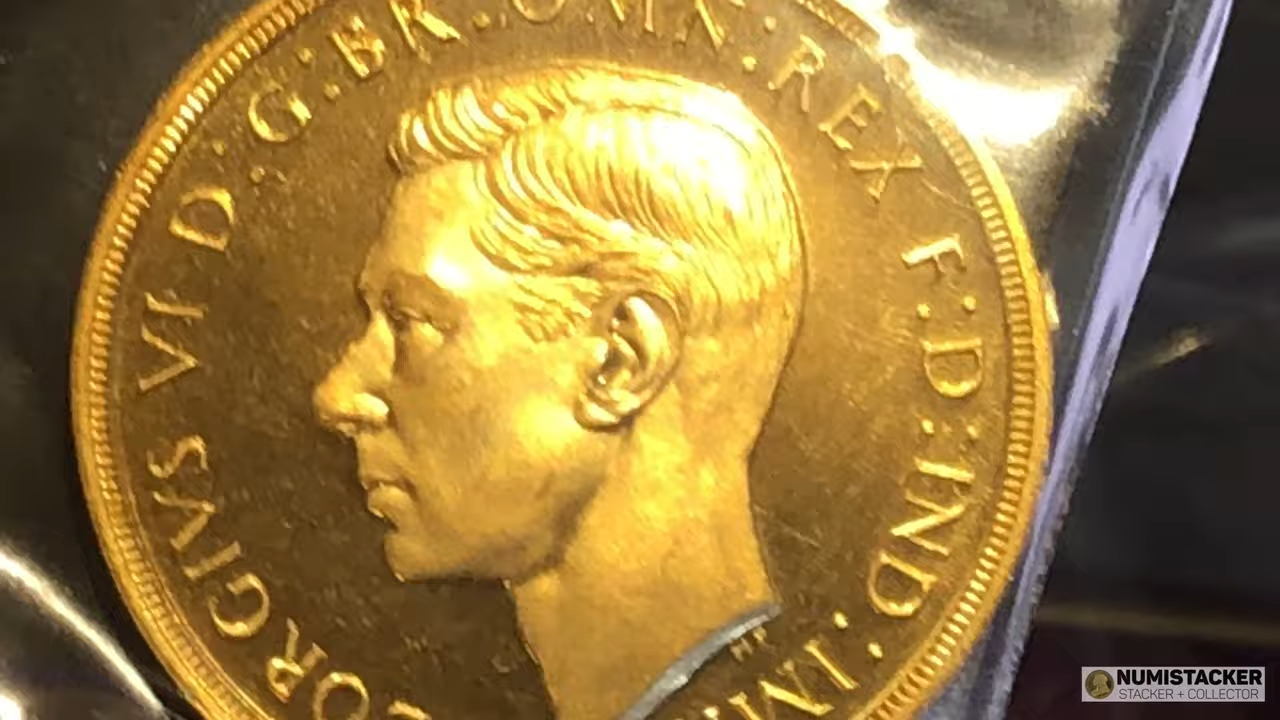 GEORGIVS VI D:G:BR:OMN:REX F:D:IND:IMP.
NUMISTACKER
STACKER + COLLECTOR